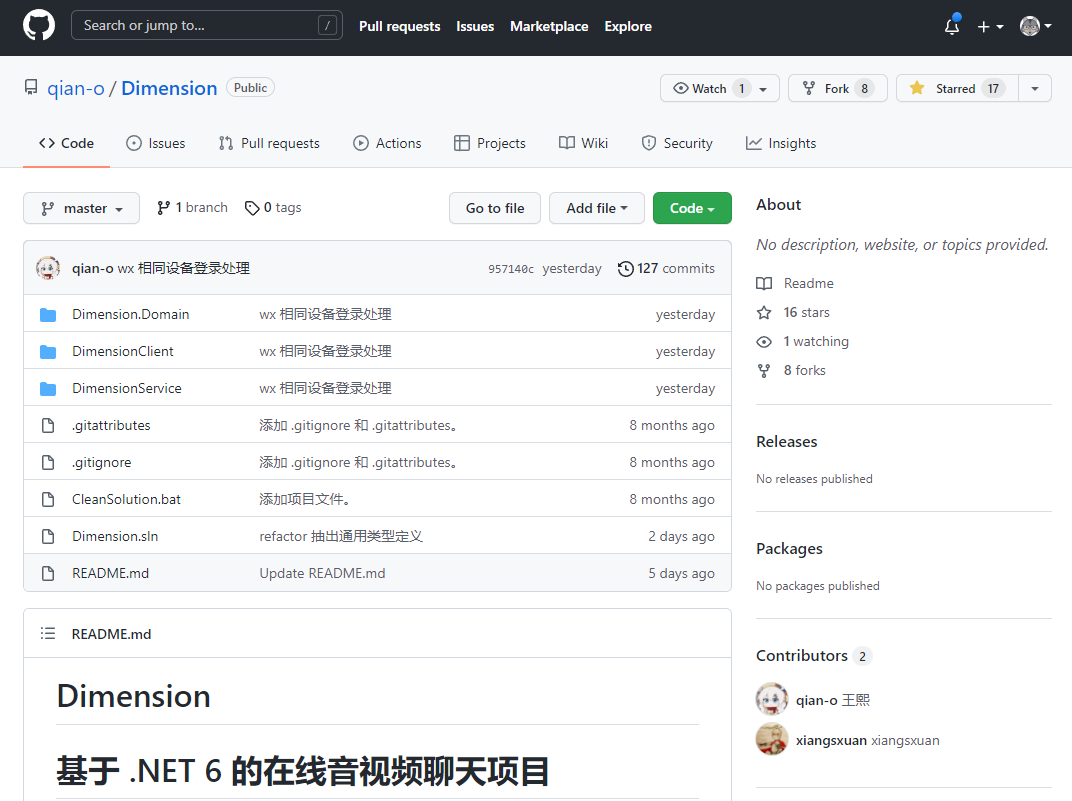 Search or jump to... /
Pull requests Issues Marketplace Explore
qian-o / Dimension Public
Watch 1 Fork 8 Starred 17
Code Issues Pull requests Actions Projects Wiki Security Insights
master 1 branch 0 tags Go to file Add file Code
qian-o wx 相同设备登录处理 957140c yesterday 127 commits
Dimension.Domain wx 相同设备登录处理 yesterday
DimensionClient wx 相同设备登录处理 yesterday
DimensionService wx 相同设备登录处理 yesterday
.gitattributes 添加 .gitignore 和 .gitattributes。 8 months ago
.gitignore 添加 .gitignore 和 .gitattributes。 8 months ago
CleanSolution.bat 添加项目文件。 8 months ago
Dimension.sln refactor 抽出通用类型定义 2 days ago
README.md Update README.md 5 days ago
README.md
Dimension
基于 .NET 6 的在线音视频聊天项目
About
No description, website, or topics provided.
Readme
16 stars
1 watching
8 forks
Releases
No releases published
Packages
No packages published
Contributors 2
qian-o 王熙
xiangsxuan xiangsxuan